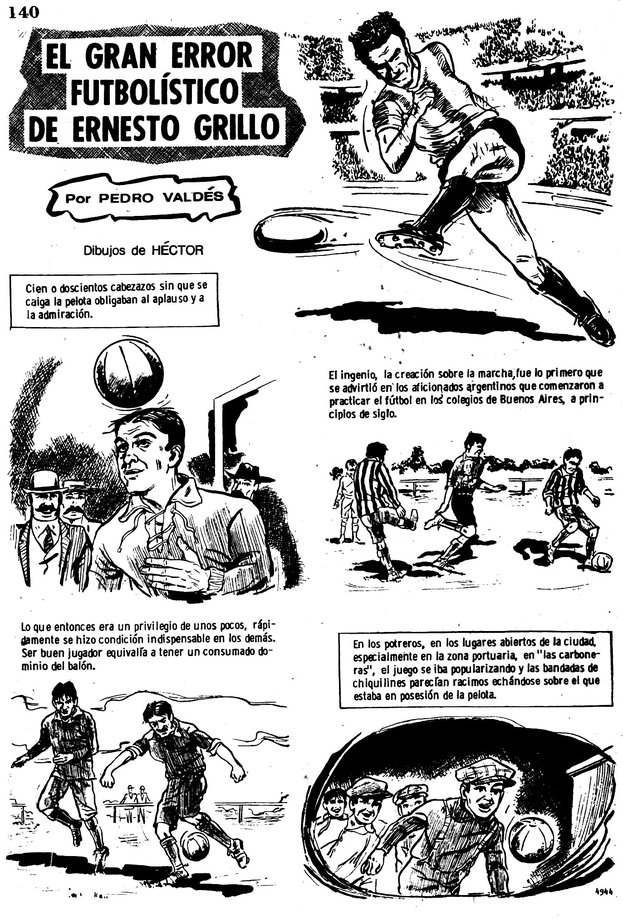 140
EL GRAN ERROR
FUTBOLÍSTICO
DE ERNESTO GRILLO
Por PEDRO VALDÉS
Dibujos de HÉCTOR
Cien o doscientos cabezazos sin que se
caiga la pelota obligaban al aplauso y a
la admiración.
El ingenio, la creación sobre la marcha, fue lo primero que
se advirtió en los aficionados argentinos que comenzaron a
practicar el fútbol en los colegios de Buenos Aires, a prin-
cipios de siglo.
Lo que entonces era un privilegio de unos pocos, rápi-
damente se hizo condición indispensable en los demás.
Ser buen jugador equivalía a tener un consumado do-
minio del balón.
En los potreros, en los lugares abiertos de la ciudad,
especialmente en la zona portuaria, en "las carbone-
ras", el juego se iba popularizando y las bandadas de
chiquilines parecían racimos echándose sobre el que
estaba en posesión de la pelota.
4944